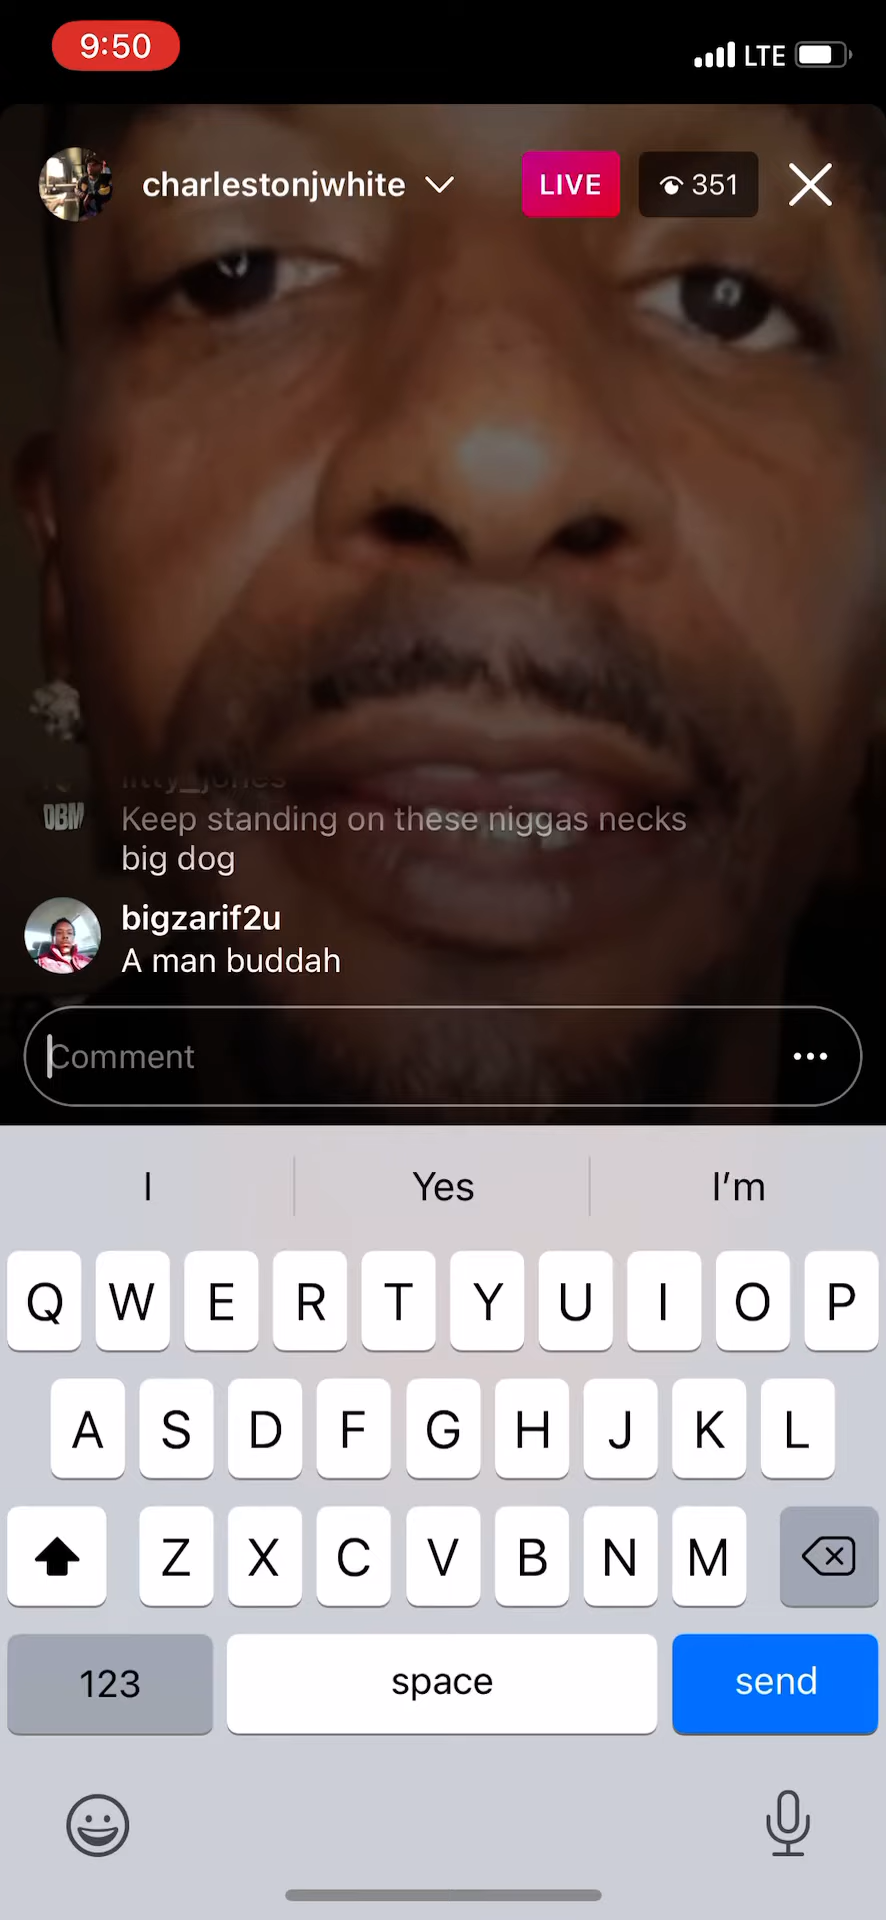 9:50
LTE
charlestonjwhite
LIVE
351
DBM
Keep standing on these niggas necks
big dog
bigzarif2u
A man buddah
Comment
I
Yes
I’m
Q W E R T Y U I O P
A S D F G H J K L
Z X C V B N M
123
space
send